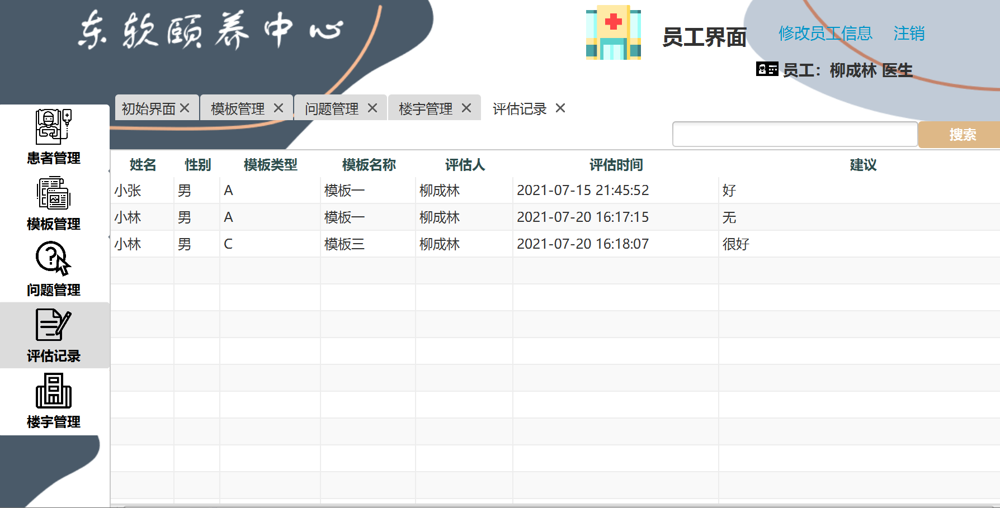 东软颐养中心
员工界面
修改员工信息 注销
员工：柳成林 医生
初始界面 模板管理 问题管理 楼宇管理 评估记录
搜索
患者管理
模板管理
问题管理
评估记录
楼宇管理
姓名 性别 模板类型 模板名称 评估人 评估时间 建议
小张 男 A 模板一 柳成林 2021-07-15 21:45:52 好
小林 男 A 模板一 柳成林 2021-07-20 16:17:15 无
小林 男 C 模板三 柳成林 2021-07-20 16:18:07 很好